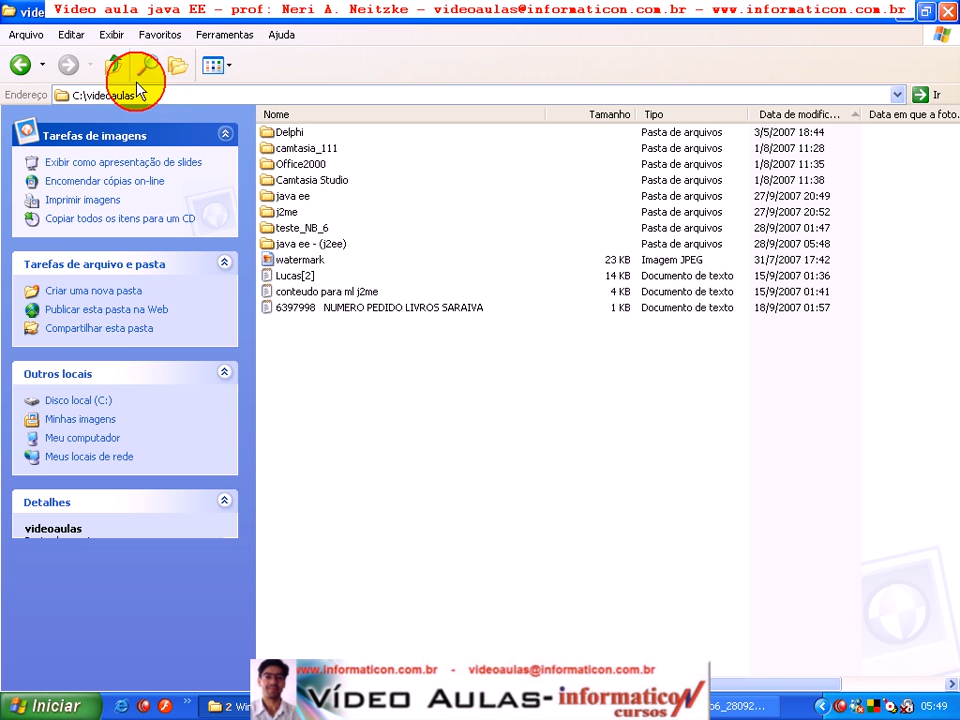 vide
Vídeo aula java EE - prof: Neri A. Neitzke - videoaulas@informaticon.com.br - www.informaticon.com.br
Arquivo Editar Exibir Favoritos Ferramentas Ajuda
Endereço C:\videoaulas Ir
Nome Tamanho Tipo Data de modific... Data em que a foto.
Delphi Pasta de arquivos 3/5/2007 18:44
camtasia_111 Pasta de arquivos 1/8/2007 11:28
Office2000 Pasta de arquivos 1/8/2007 11:35
Camtasia Studio Pasta de arquivos 1/8/2007 11:38
java ee Pasta de arquivos 27/9/2007 20:49
j2me Pasta de arquivos 27/9/2007 20:52
teste_NB_6 Pasta de arquivos 28/9/2007 01:47
java ee - (j2ee) Pasta de arquivos 28/9/2007 05:48
watermark 23 KB Imagem JPEG 31/7/2007 17:42
Lucas[2] 14 KB Documento de texto 15/9/2007 01:36
conteudo para ml j2me 4 KB Documento de texto 15/9/2007 01:41
6397998 NUMERO PEDIDO LIVROS SARAIVA 1 KB Documento de texto 18/9/2007 01:57
Tarefas de imagens
Exibir como apresentação de slides
Encomendar cópias on-line
Imprimir imagens
Copiar todos os itens para um CD
Tarefas de arquivo e pasta
Criar uma nova pasta
Publicar esta pasta na Web
Compartilhar esta pasta
Outros locais
Disco local (C:)
Minhas imagens
Meu computador
Meus locais de rede
Detalhes
videoaulas
www.informaticon.com.br - videoaulas@informaticon.com.br
VÍDEO AULAS- informaticoN
cursos
Iniciar 2 Win 05:49